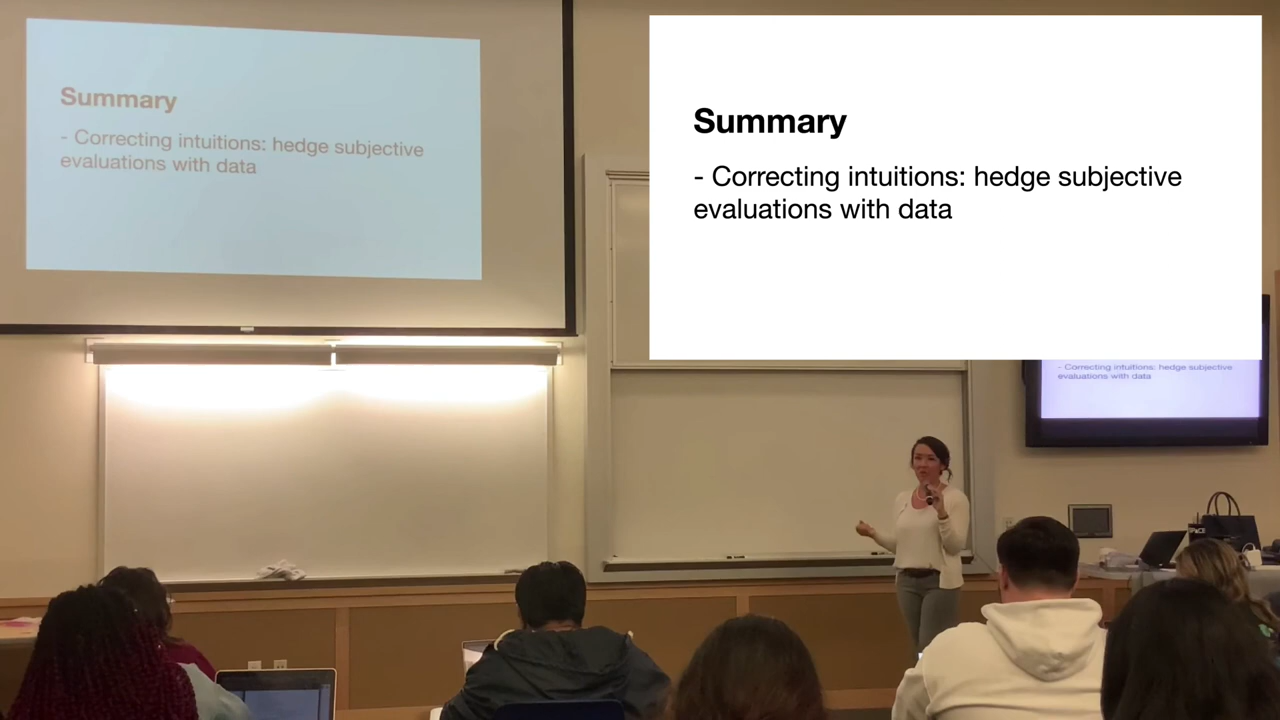 Summary
- Correcting intuitions: hedge subjective
evaluations with data
Summary
- Correcting intuitions: hedge subjective
evaluations with data
- Correcting intuitions: hedge subjective
evaluations with data